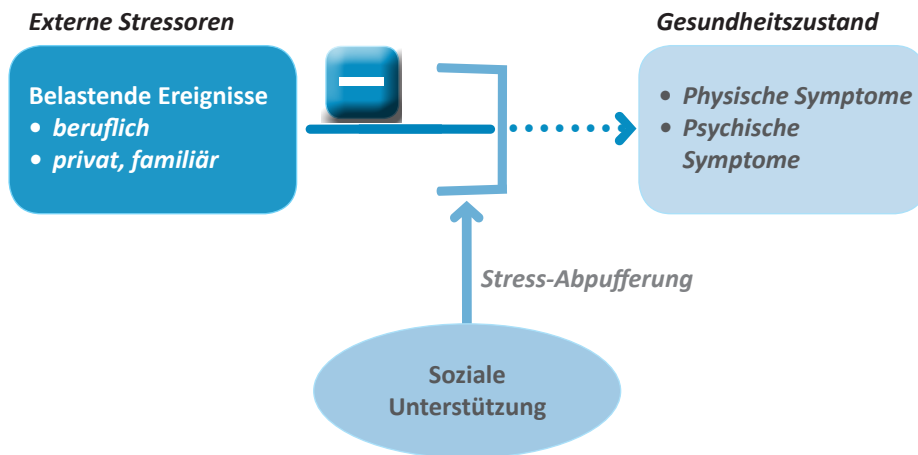 Externe Stressoren
Gesundheitszustand
Belastende Ereignisse
• beruflich
• privat, familiär
• Physische Symptome
• Psychische
Symptome
Stress-Abpufferung
Soziale
Unterstützung